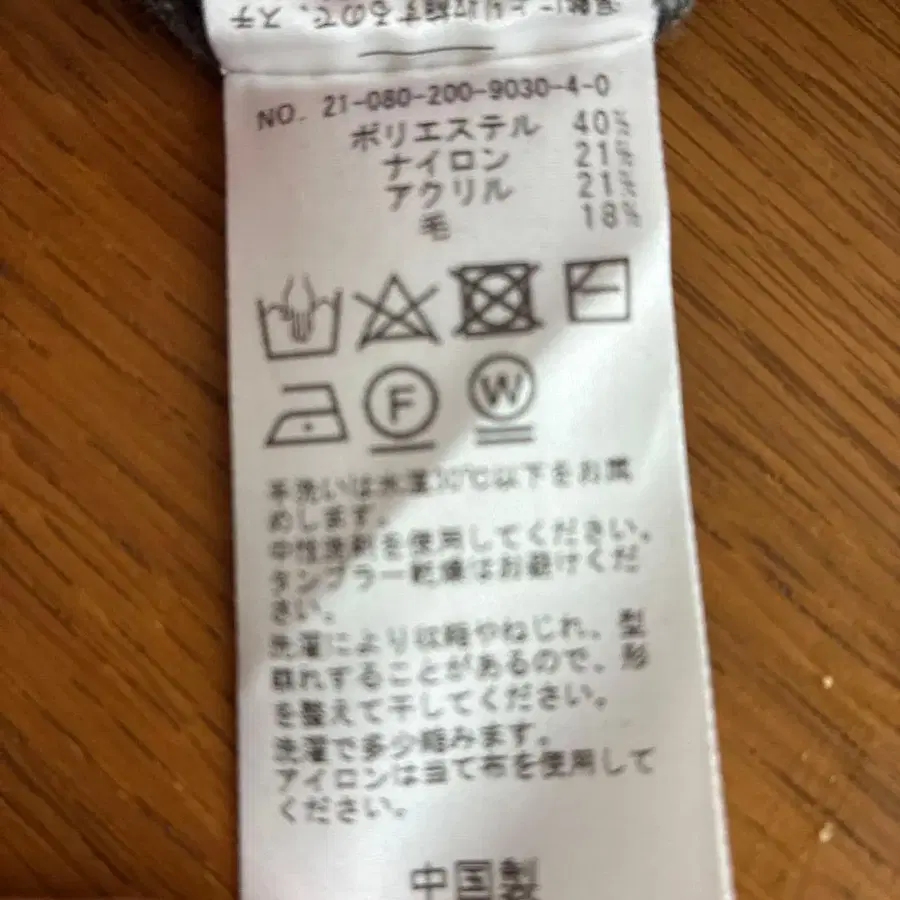 るので、ステ
NO. 21-080-200-9030-4-0
ポリエステル 40%
ナイロン 21%
アクリル 21%
毛 18%
F W
手洗いは水温30℃以下をお薦
めします。
中性洗剤を使用してください。
タンブラー乾燥はお避けくだ
さい。
洗濯により収縮やねじれ、型
崩れすることがあるので、形
を整えて干してください。
洗濯で多少縮みます。
アイロンは当て布を使用して
ください。
中国製